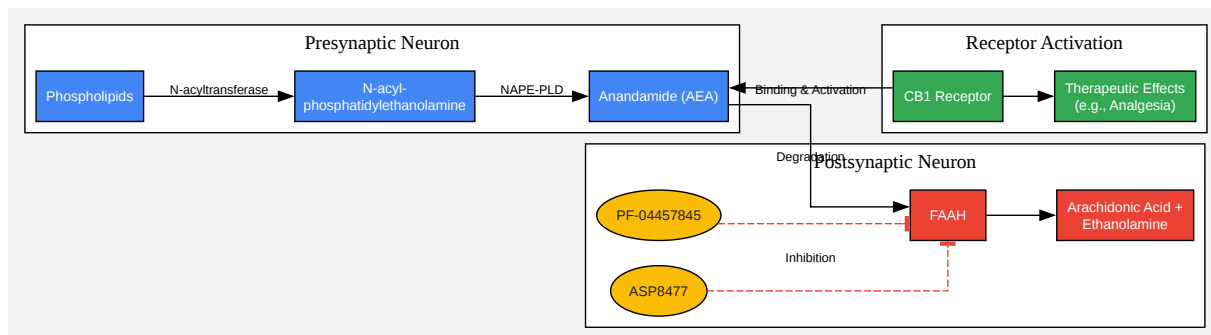 Presynaptic Neuron
Receptor Activation
Phospholipids
N-acyltransferase
N-acyl-
phosphatidylethanolamine
NAPE-PLD
Anandamide (AEA)
Binding & Activation
CB1 Receptor
Therapeutic Effects
(e.g., Analgesia)
Degradation
Postsynaptic Neuron
PF-04457845
FAAH
Arachidonic Acid +
Ethanolamine
Inhibition
ASP8477